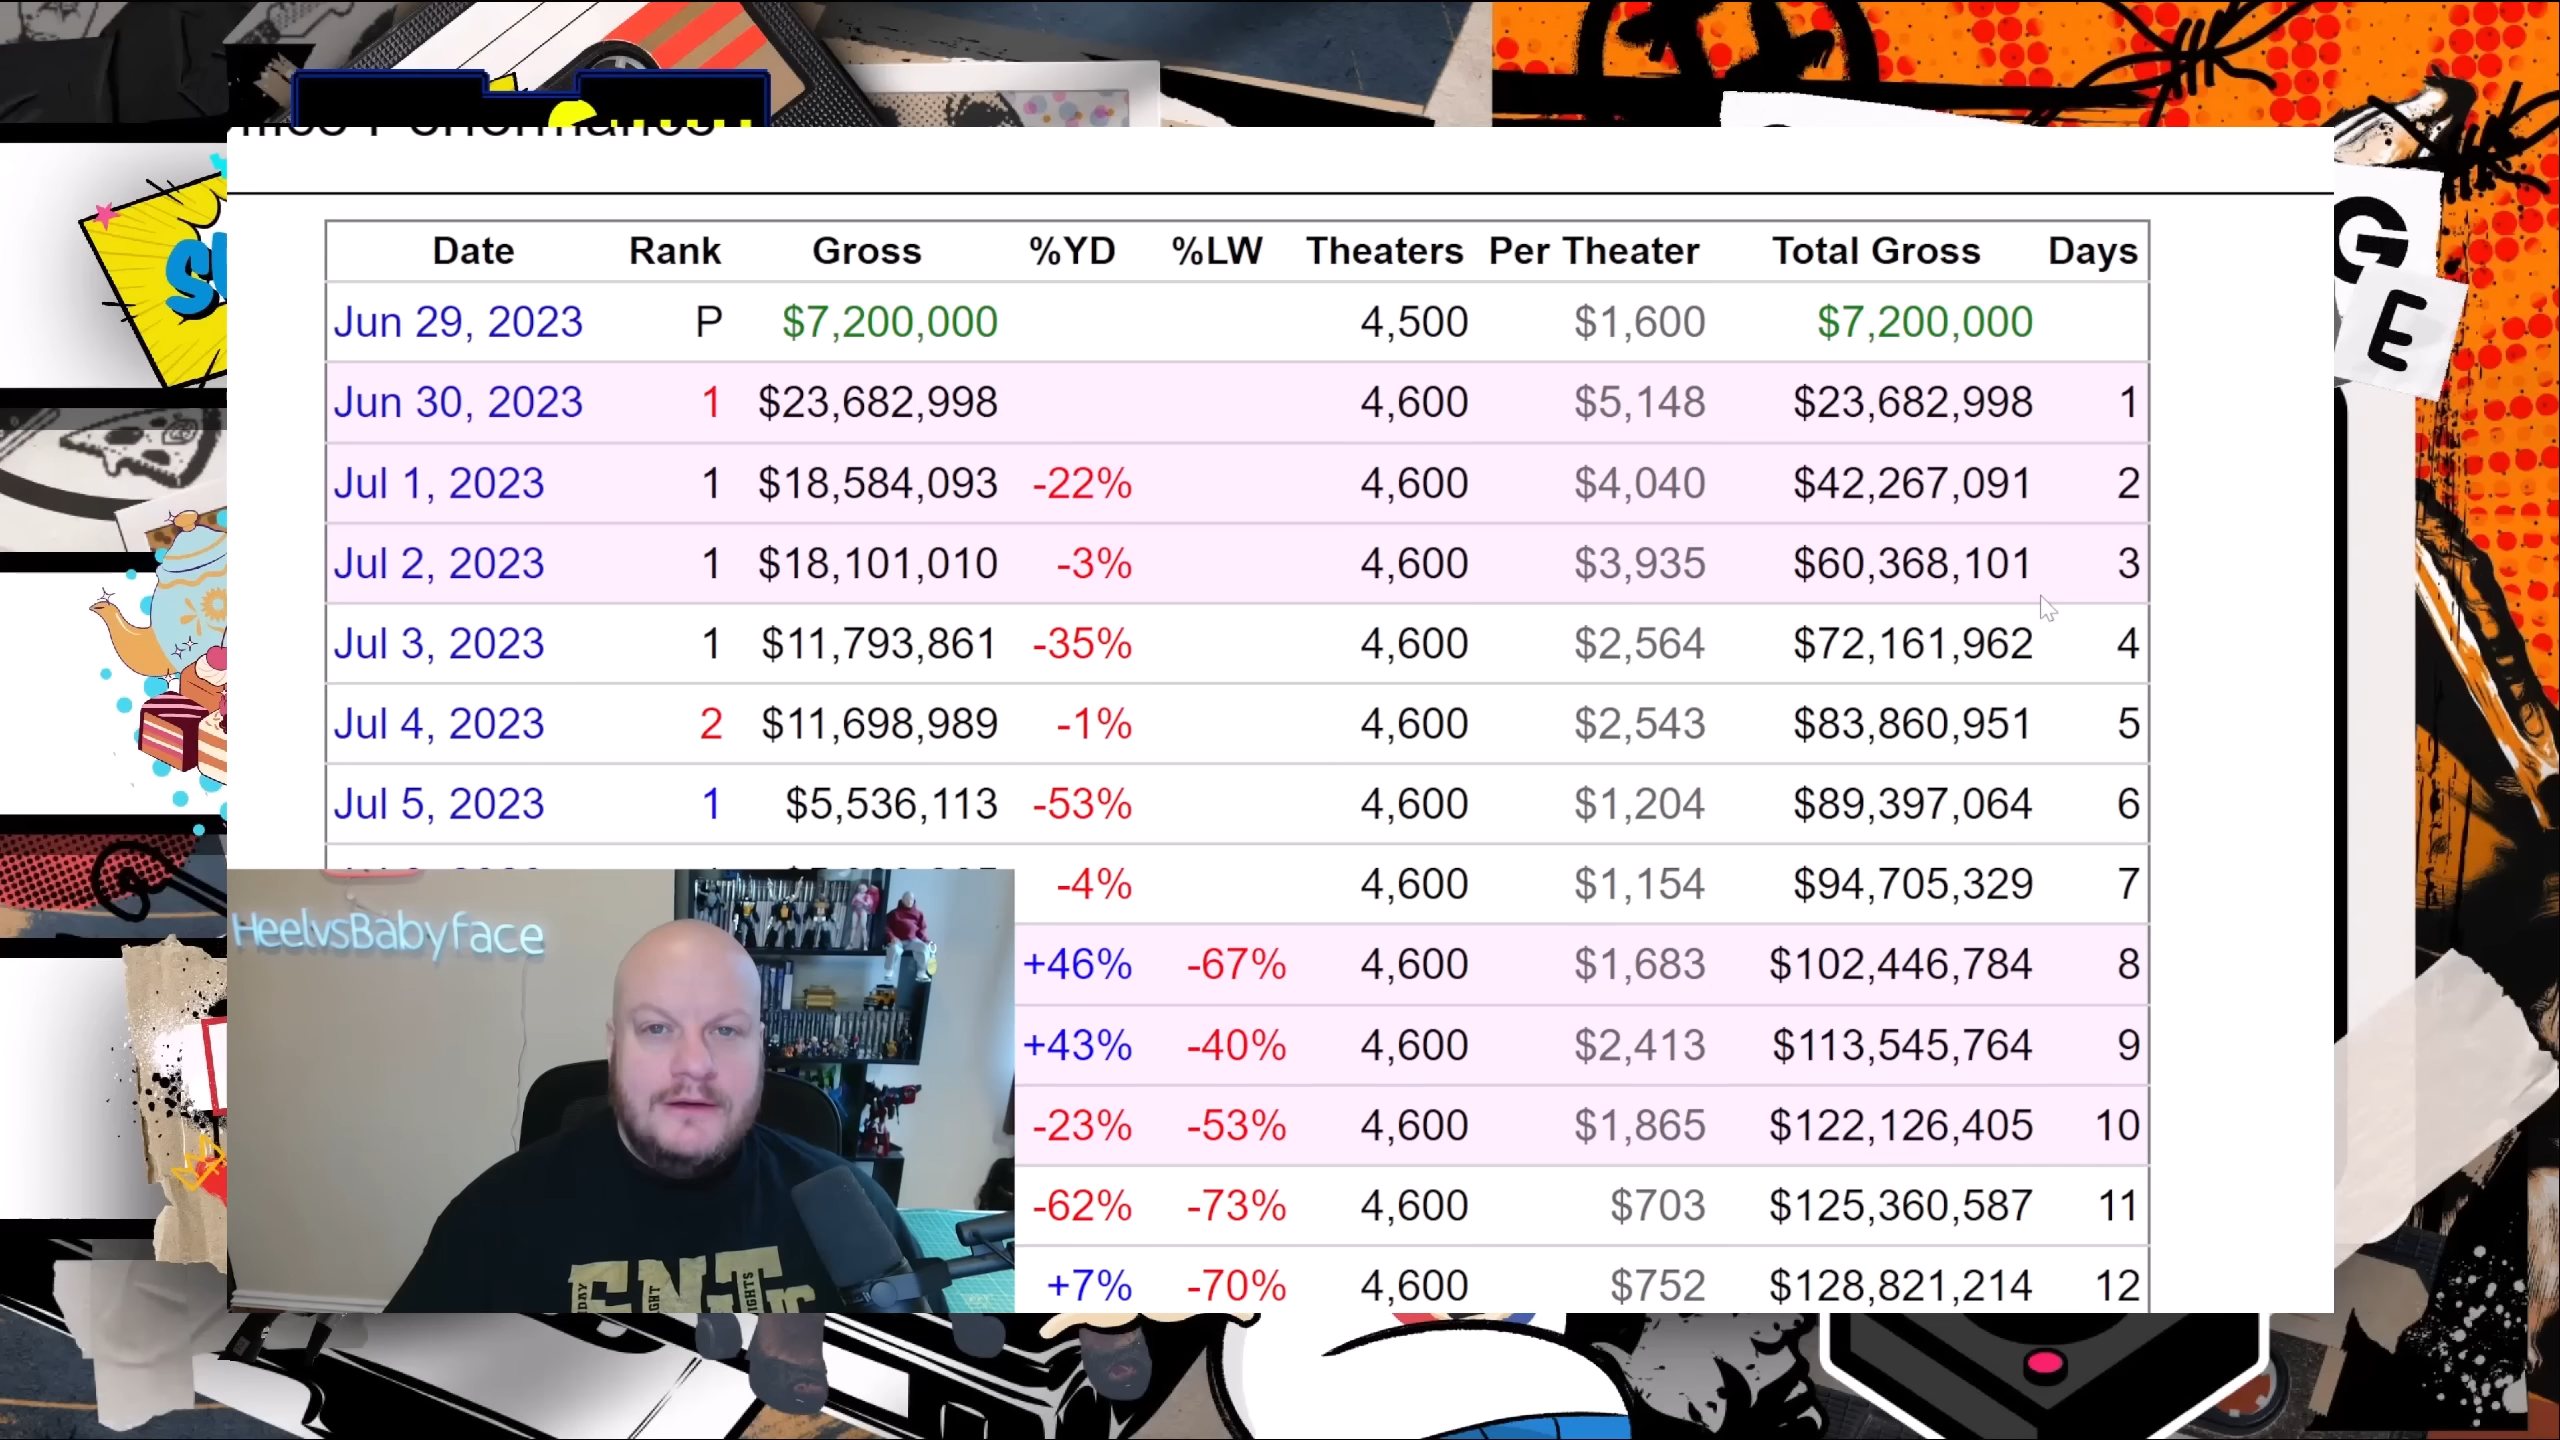 Date Rank Gross %YD %LW Theaters Per Theater Total Gross Days
Jun 29, 2023 P $7,200,000 4,500 $1,600 $7,200,000
Jun 30, 2023 1 $23,682,998 4,600 $5,148 $23,682,998 1
Jul 1, 2023 1 $18,584,093 -22% 4,600 $4,040 $42,267,091 2
Jul 2, 2023 1 $18,101,010 -3% 4,600 $3,935 $60,368,101 3
Jul 3, 2023 1 $11,793,861 -35% 4,600 $2,564 $72,161,962 4
Jul 4, 2023 2 $11,698,989 -1% 4,600 $2,543 $83,860,951 5
Jul 5, 2023 1 $5,536,113 -53% 4,600 $1,204 $89,397,064 6
-4% 4,600 $1,154 $94,705,329 7
+46% -67% 4,600 $1,683 $102,446,784 8
+43% -40% 4,600 $2,413 $113,545,764 9
-23% -53% 4,600 $1,865 $122,126,405 10
-62% -73% 4,600 $703 $125,360,587 11
+7% -70% 4,600 $752 $128,821,214 12
HeelvsBabyface
G
E